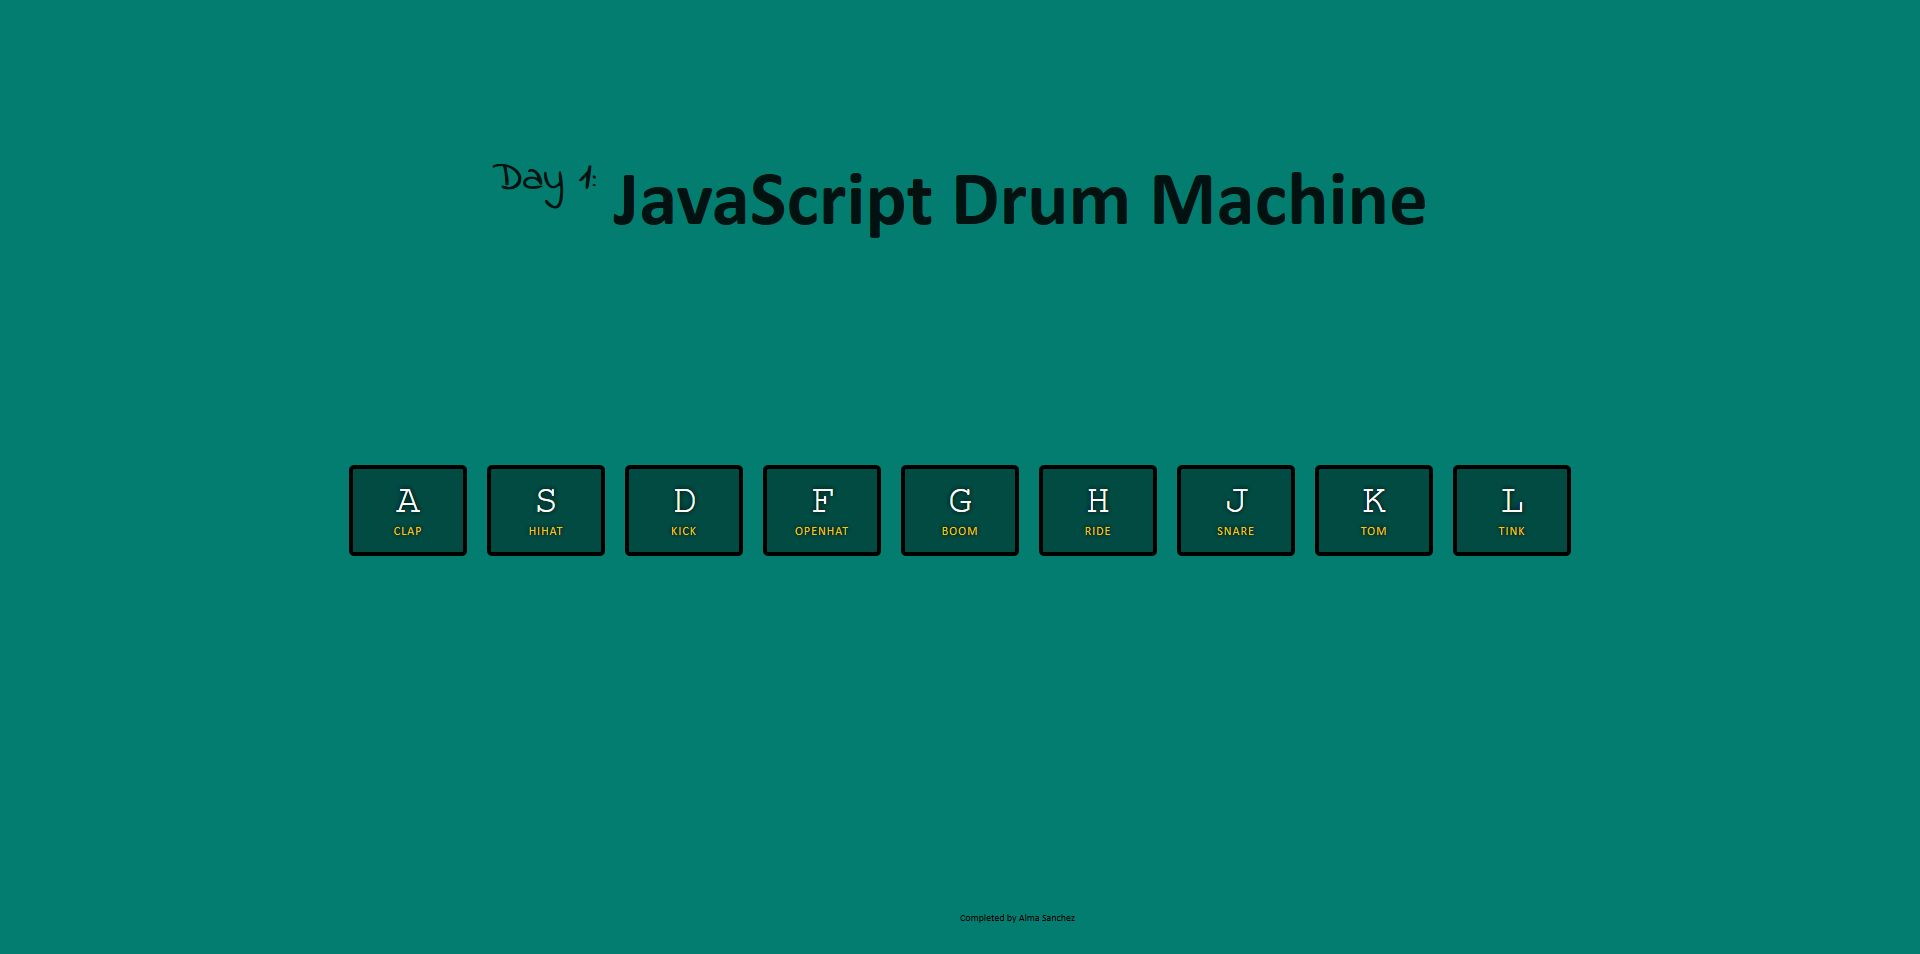 Day 1: JavaScript Drum Machine
A S D F G H J K L
CLAP HIHAT KICK OPENHAT BOOM RIDE SNARE TOM TINK
Completed by Alma Sanchez